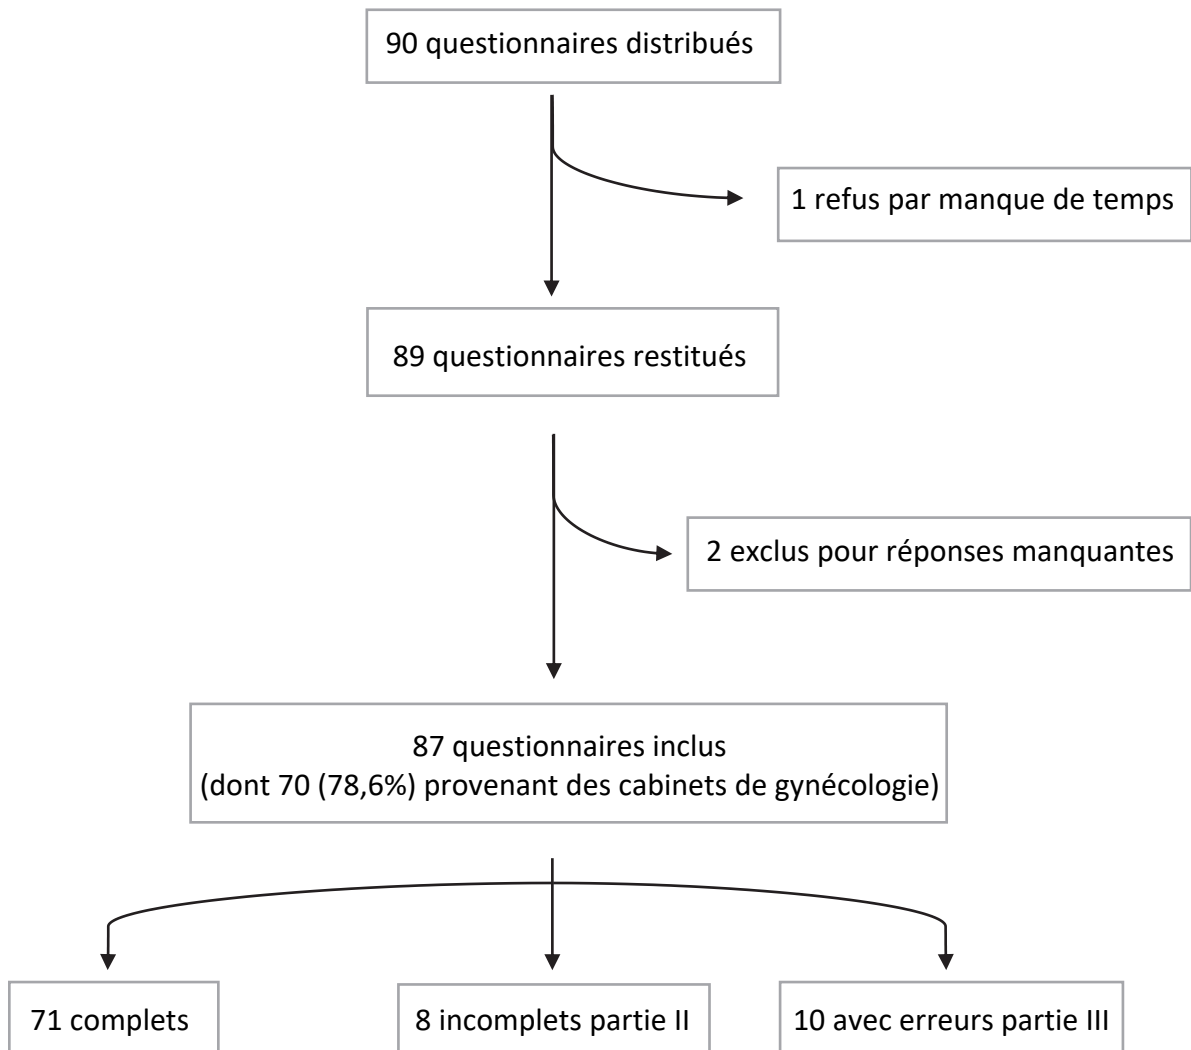 90 questionnaires distribués
1 refus par manque de temps
89 questionnaires restitués
2 exclus pour réponses manquantes
87 questionnaires inclus
(dont 70 (78,6%) provenant des cabinets de gynécologie)
71 complets
8 incomplets partie II
10 avec erreurs partie III